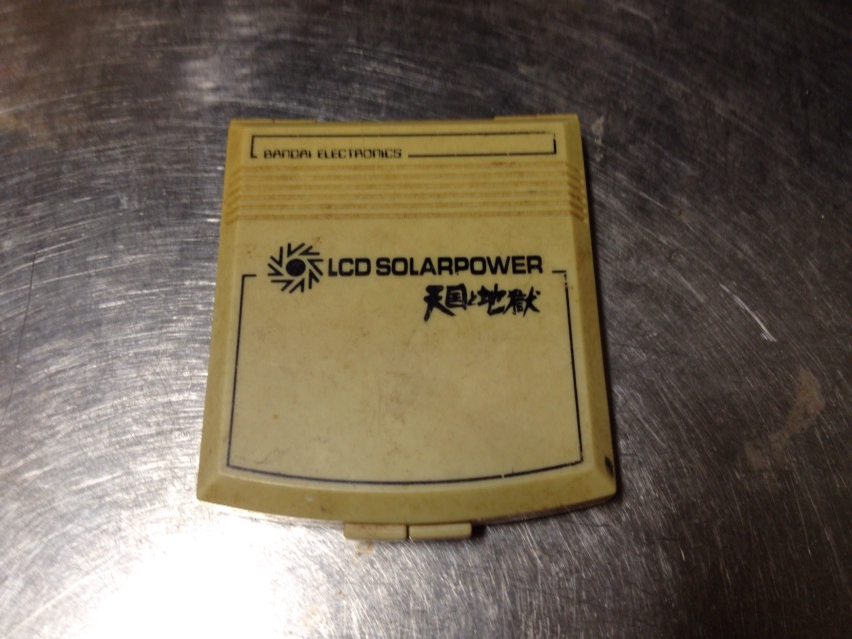 BANDAI ELECTRONICS
LCD SOLARPOWER
天国と地獄